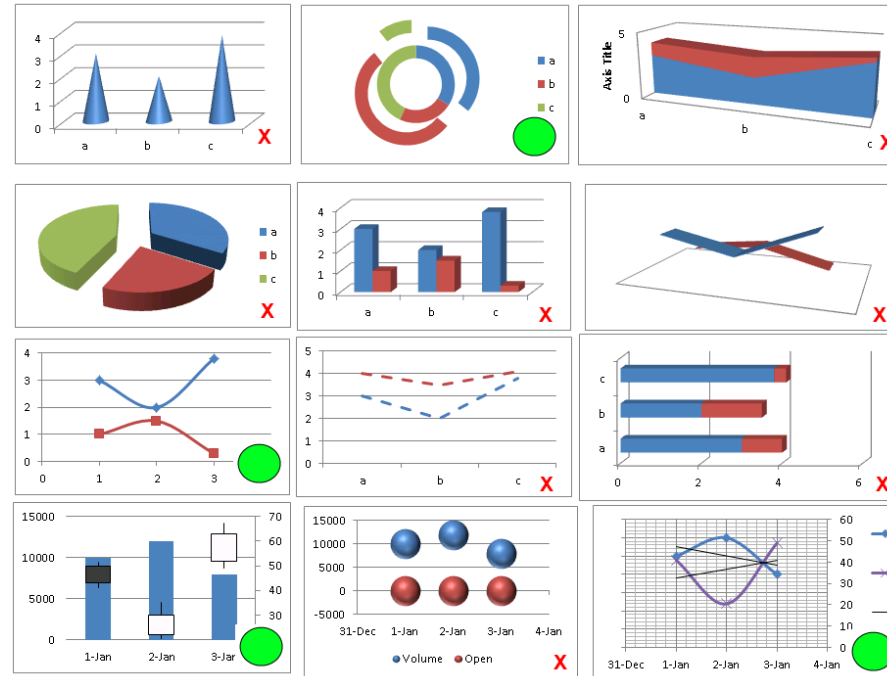 4
3
2
1
0
a b c
X
a
b
c
5
Axis Title
0
a
b
c
X
a
b
c
X
4
3
2
1
0
a b c
X
X
4
3
2
1
0
0 1 2 3
5
4
3
2
1
0
a b c
X
c
b
a
0 2 4 6
X
15000 70
60
10000 50
40
5000
30
0
1-Jan 2-Jan 3-Jan
15000
10000
5000
0
-5000
31-Dec 1-Jan 2-Jan 3-Jan 4-Jan
Volume Open
X
60
50
40
30
20
10
0
31-Dec 1-Jan 2-Jan 3-Jan 4-Jan